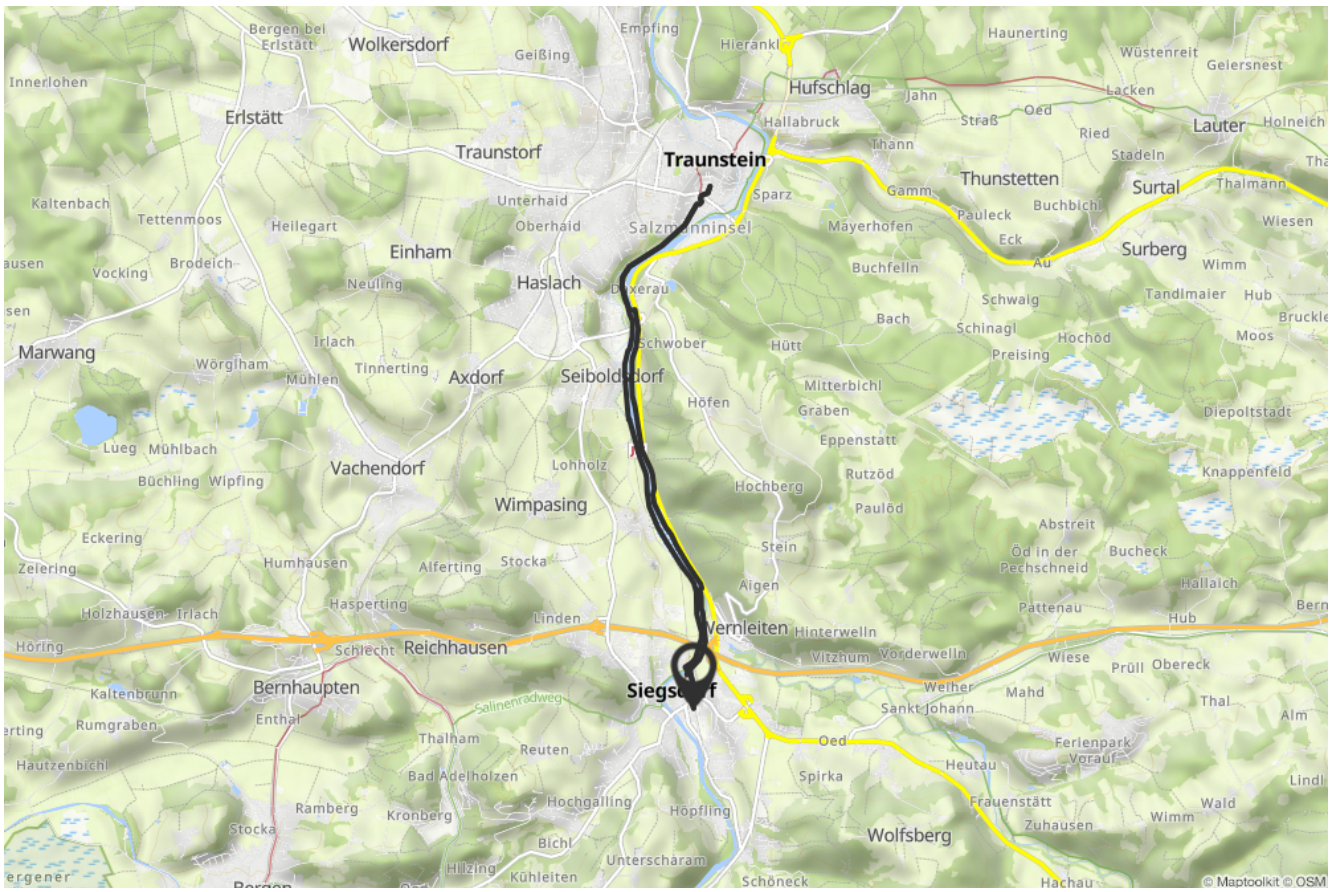 Bergen bei
Erlstätt
Wolkersdorf
Empfing
Geißing
Hierankl
Haunerting
Wüstenreit
Geiersnest
Innerlohen
Hufschlag
Jahn
Lacken
Oed
Erlstätt
Hallabruck
Straß
Lauter
Holneich
Traunstorf
Traunstein
Thann
Ried
Stadeln
Kaltenbach
Unterhaid
Sparz
Gamm
Thunstetten
Surtal
Thalmann
Tettenmoos
Heilegart
Oberhaid
Salzmanninsel
Mayerhofen
Pauleck
Buchbichl
Wiesen
Eck
Einham
Surberg
Vocking
Brodeich-
Buchfelln
Au
Wimm
Neuling
Haslach
Duxerau
Schwaig
Tandlmaier
Hub
Bach
Irlach
Schwober
Hütt
Schinagl
Hochöd
Moos
Marwang
Wörglham
Tinnerting
Preising
Mühlen
Axdorf
Seiboldsdorf
Mitterbichl
Höfen
Graben
Diepoltstadt
Lueg
Mühlbach
Eppenstatt
Vachendorf
Lohholz
Rutzöd
Knappenfeld
Büchling
Wipfing
Hochberg
Wimpasing
Paulöd
Abstreit
Eckering
Stein
Öd in der
Pechschneid
Bucheck
Zeiering
Humhausen
Alferting
Stocka
Aigen
Hallaich
Holzhausen
Irlach
Hasperting
Pattenau
Linden
Hub
Höring
Schlecht
Reichhausen
Vernleiten
Hinterwelln
Vitzhum
Vorderwelln
Wiese
Prüll
Obereck
Kaltenbrunn
Bernhaupten
Siegsdorf
Weiher
Mahd
Salinenradweg
Sankt Johann
Thal
Rumgraben
Enthal
Alm
Thalham
Reuten
Oed
Ferienpark
Vorauf
Hautzenbichl
Bad Adelholzen
Spirka
Heutau
Ramberg
Hochgalling
Höpfling
Frauenstätt
Wald
Kronberg
Wimm
Stocka
Zuhausen
Bichl
Wolfsberg
Hilzing
Unterscharam
Kühleiten
Schöneck
Hachau
© Maptoolkit © OSM